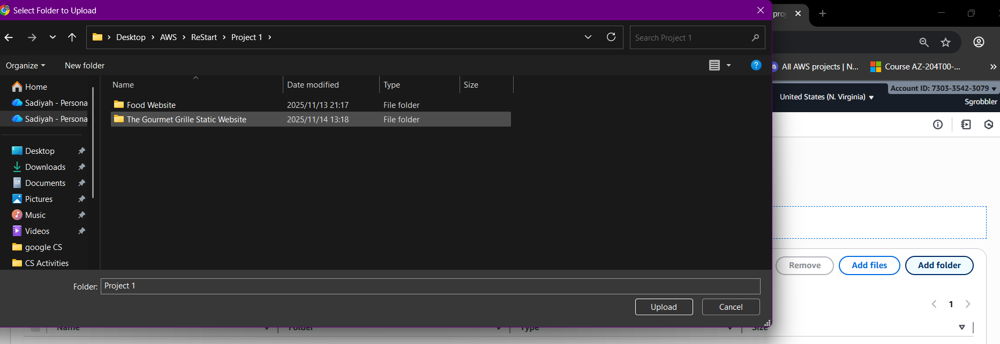 Select Folder to Upload
proj
Desktop > AWS > ReStart > Project 1 >
Search Project 1
Organize
New folder
All AWS projects | N...
Course AZ-204T00-...
Name
Date modified
Type
Size
Home
Sadiyah - Persona
Sadiyah - Persona
Food Website 2025/11/13 21:17 File folder
The Gourmet Grille Static Website 2025/11/14 13:18 File folder
Account ID: 7303-3542-3079
United States (N. Virginia)
Sgrobbler
Desktop
Downloads
Documents
Pictures
Music
Videos
google CS
CS Activities
Remove
Add files
Add folder
Folder: Project 1
Upload
Cancel
1
Name
Folder
Type
Size